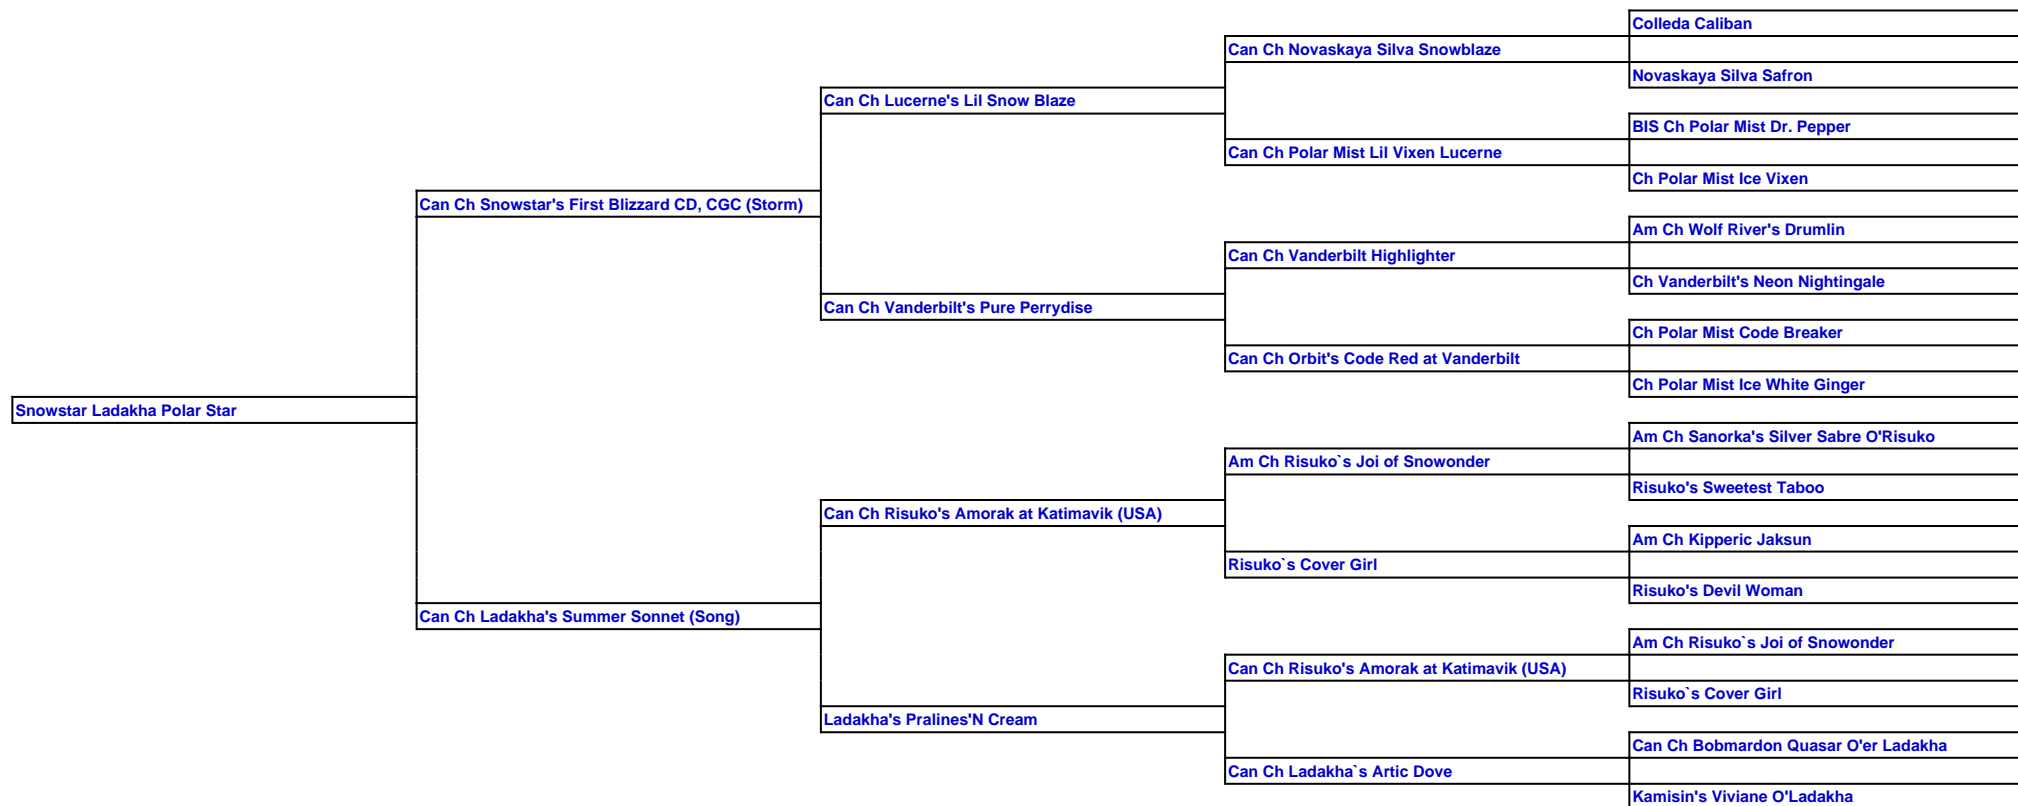 Colleda Caliban
Can Ch Novaskaya Silva Snowblaze
Novaskaya Silva Safron
Can Ch Lucerne's Lil Snow Blaze
BIS Ch Polar Mist Dr. Pepper
Can Ch Polar Mist Lil Vixen Lucerne
Ch Polar Mist Ice Vixen
Can Ch Snowstar's First Blizzard CD, CGC (Storm)
Am Ch Wolf River's Drumlin
Can Ch Vanderbilt Highlighter
Ch Vanderbilt's Neon Nightingale
Can Ch Vanderbilt's Pure Perrydise
Ch Polar Mist Code Breaker
Can Ch Orbit's Code Red at Vanderbilt
Ch Polar Mist Ice White Ginger
Snowstar Ladakha Polar Star
Am Ch Sanorka's Silver Sabre O'Risuko
Am Ch Risuko`s Joi of Snowonder
Risuko's Sweetest Taboo
Can Ch Risuko's Amorak at Katimavik (USA)
Am Ch Kipperic Jaksun
Risuko`s Cover Girl
Risuko's Devil Woman
Can Ch Ladakha's Summer Sonnet (Song)
Am Ch Risuko`s Joi of Snowonder
Can Ch Risuko's Amorak at Katimavik (USA)
Risuko`s Cover Girl
Ladakha's Pralines'N Cream
Can Ch Bobmardon Quasar O'er Ladakha
Can Ch Ladakha`s Artic Dove
Kamisin's Viviane O'Ladakha